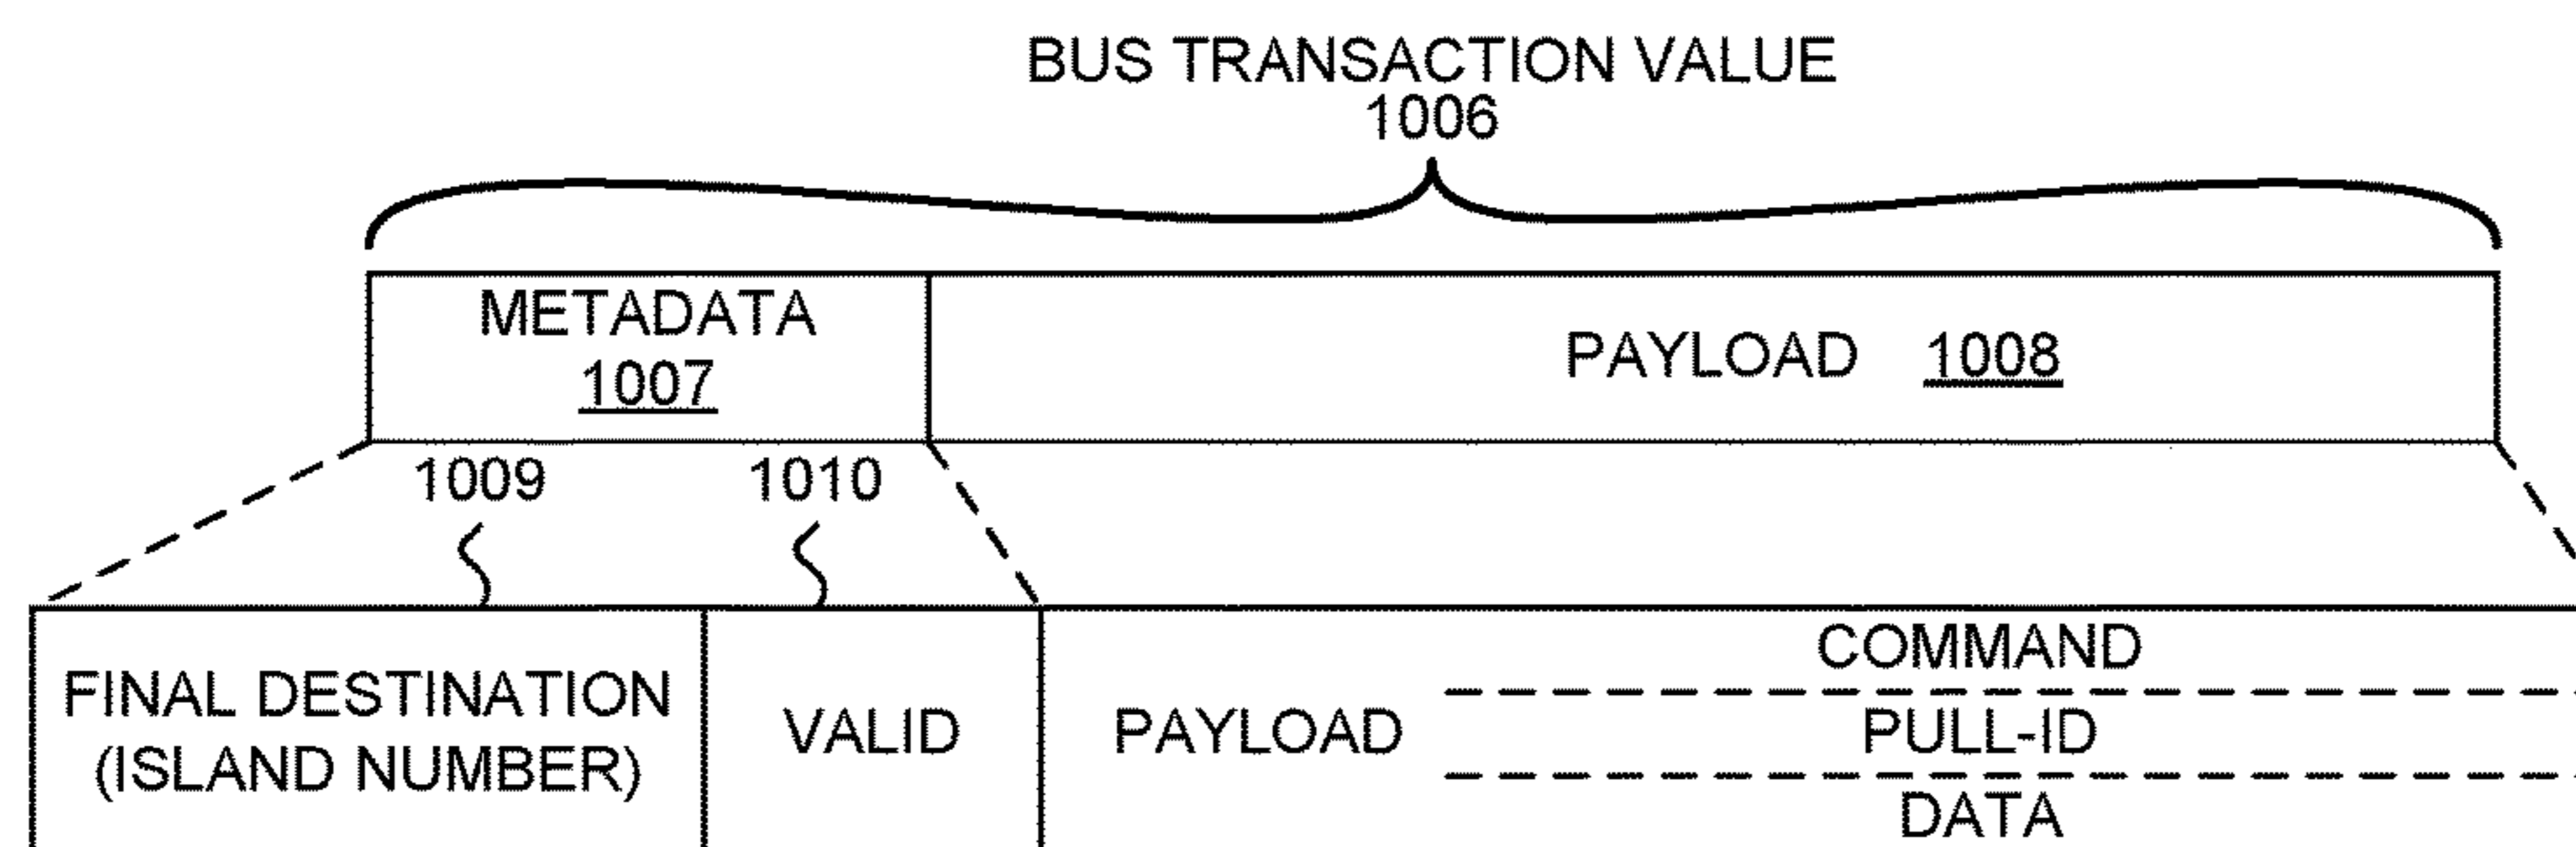 BUS TRANSACTION VALUE
1006
METADATA
1007
PAYLOAD 1008
1009 1010
FINAL DESTINATION
(ISLAND NUMBER)
VALID
PAYLOAD
COMMAND
PULL-ID
DATA